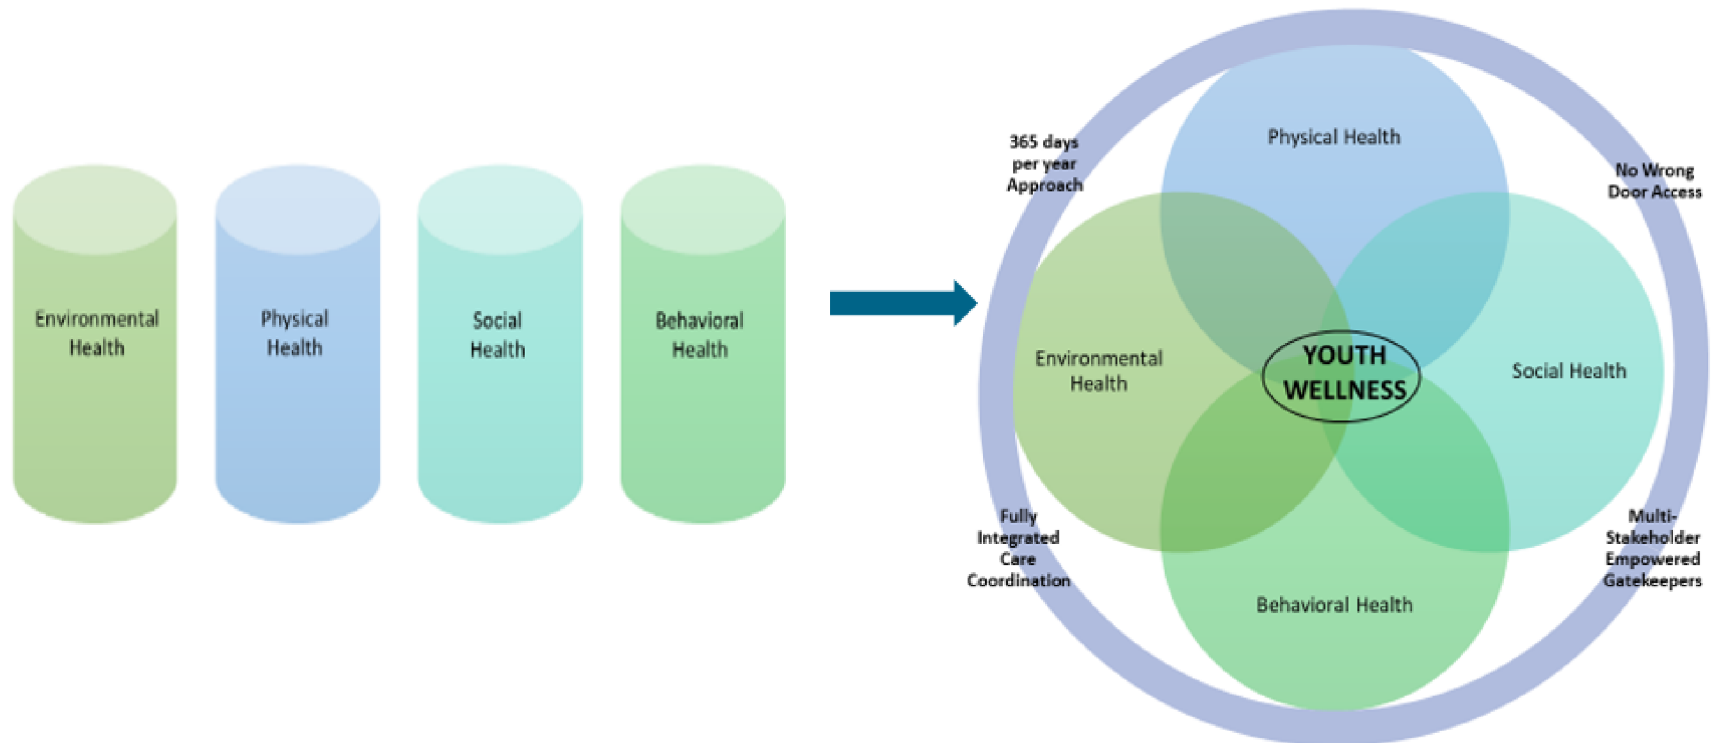 Environmental
Health
Physical
Health
Social
Health
Behavioral
Health
365 days
per year
Approach
Physical Health
No Wrong
Door Access
Environmental
Health
YOUTH
WELLNESS
Social Health
Fully
Integrated
Care
Coordination
Multi-
Stakeholder
Empowered
Gatekeepers
Behavioral Health